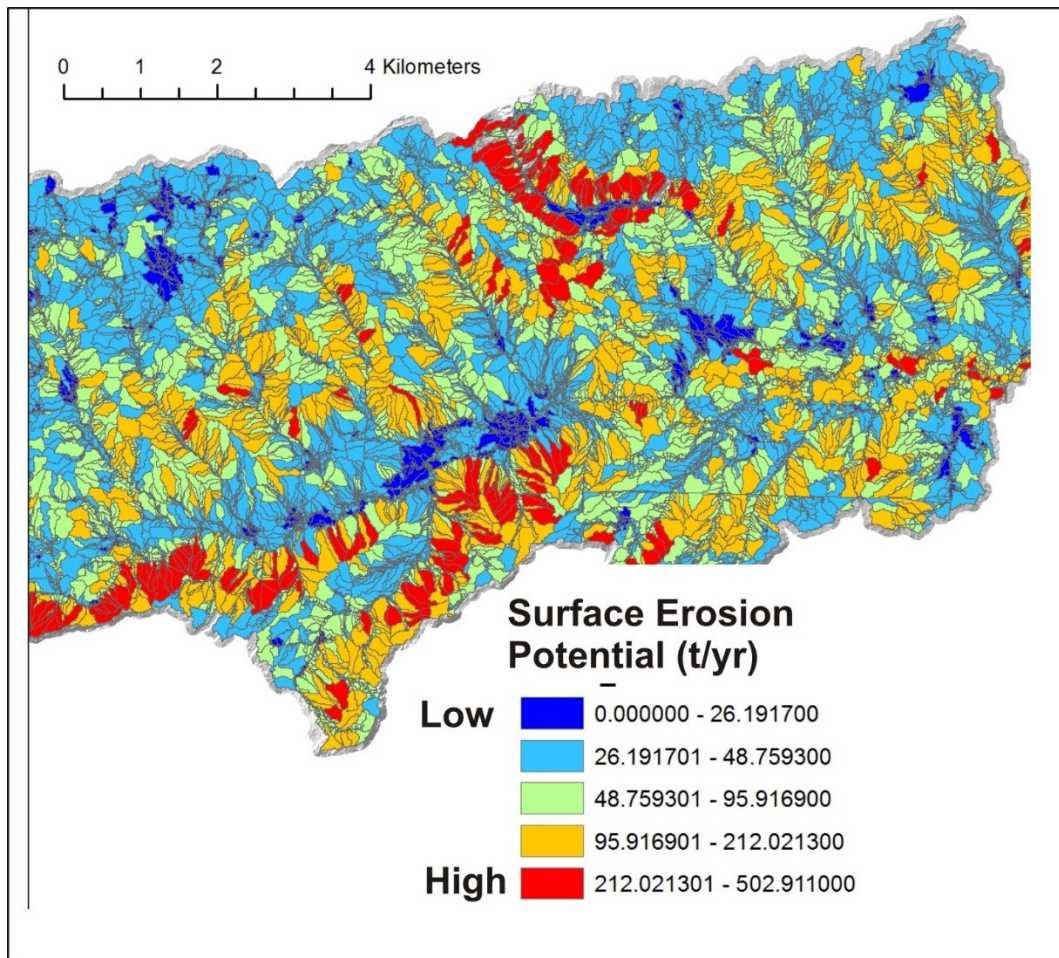 0 1 2 4 Kilometers
Surface Erosion
Potential (t/yr)
Low 0.000000 - 26.191700
26.191701 - 48.759300
48.759301 - 95.916900
95.916901 - 212.021300
High 212.021301 - 502.911000